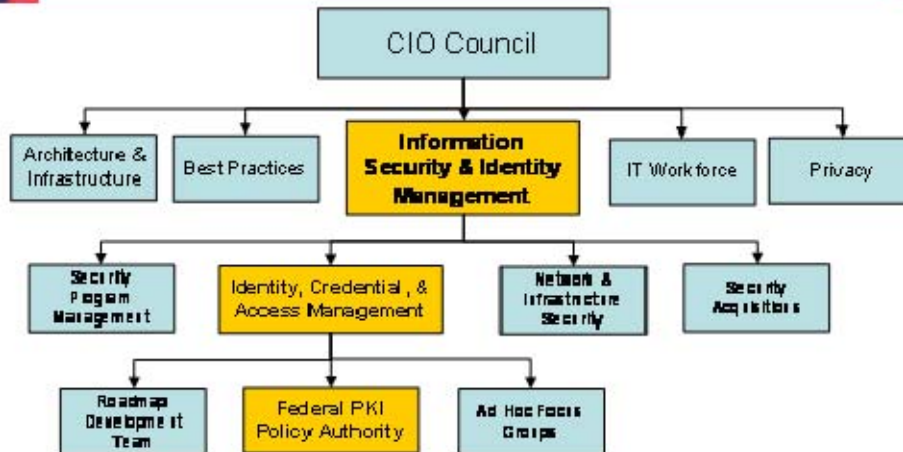 CIO Council
Architecture &
Infrastructure
Best Practices
Information
Security & Identity
Management
IT Workforce
Privacy
Security
Program
Management
Identity, Credential, &
Access Management
Network &
Infrastructure
Security
Security
Acquisitions
Roadmap
Development
Team
Federal PKI
Policy Authority
Ad Hoc Focus
Groups